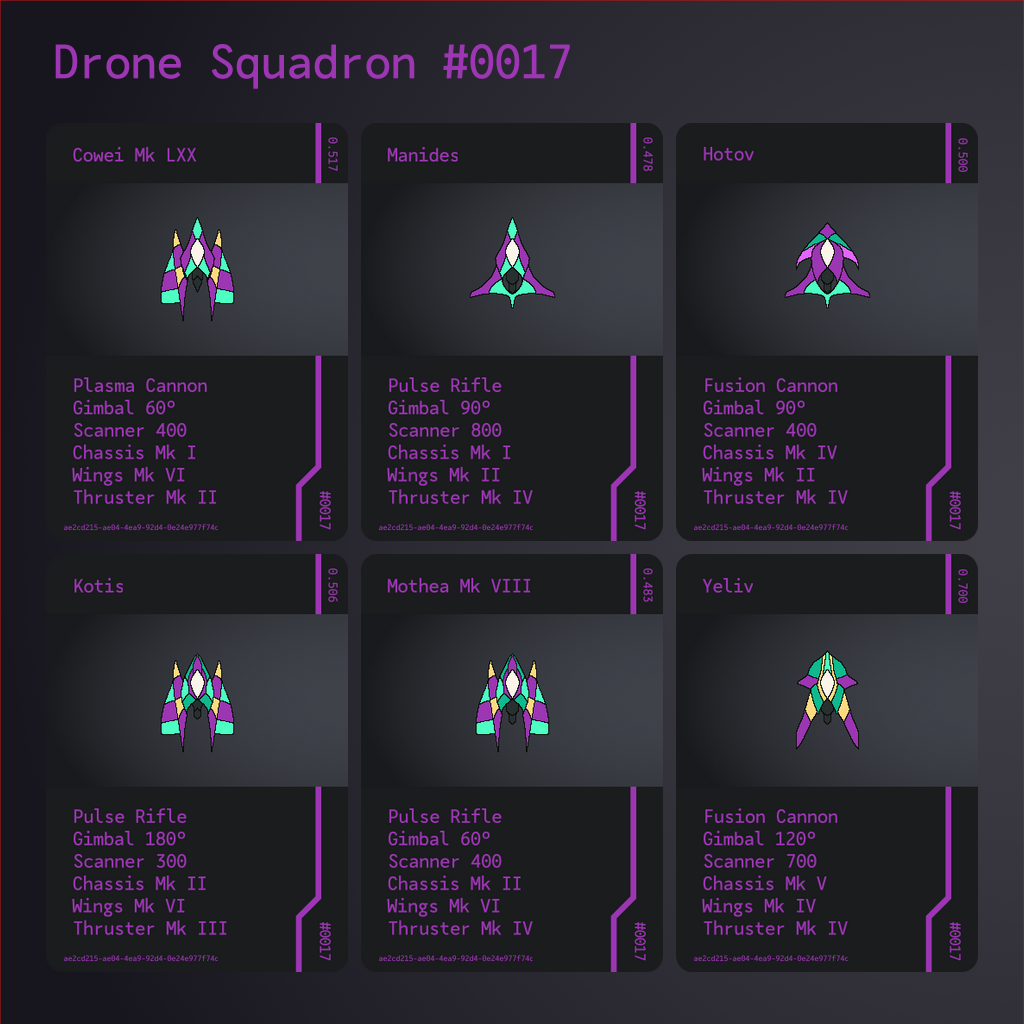 Drone Squadron #0017
Cowei Mk LXX
0.517
Plasma Cannon
Gimbal 60°
Scanner 400
Chassis Mk I
Wings Mk VI
Thruster Mk II
#0017
ae2cd215-ae04-4ea9-92d4-0e24e977f74c
Manides
0.478
Pulse Rifle
Gimbal 90°
Scanner 800
Chassis Mk I
Wings Mk II
Thruster Mk IV
#0017
ae2cd215-ae04-4ea9-92d4-0e24e977f74c
Hotov
0.500
Fusion Cannon
Gimbal 90°
Scanner 400
Chassis Mk IV
Wings Mk II
Thruster Mk IV
#0017
ae2cd215-ae04-4ea9-92d4-0e24e977f74c
Kotis
0.506
Pulse Rifle
Gimbal 180°
Scanner 300
Chassis Mk II
Wings Mk VI
Thruster Mk III
#0017
ae2cd215-ae04-4ea9-92d4-0e24e977f74c
Mothea Mk VIII
0.483
Pulse Rifle
Gimbal 60°
Scanner 400
Chassis Mk II
Wings Mk VI
Thruster Mk IV
#0017
ae2cd215-ae04-4ea9-92d4-0e24e977f74c
Yeliv
0.700
Fusion Cannon
Gimbal 120°
Scanner 700
Chassis Mk V
Wings Mk IV
Thruster Mk IV
#0017
ae2cd215-ae04-4ea9-92d4-0e24e977f74c